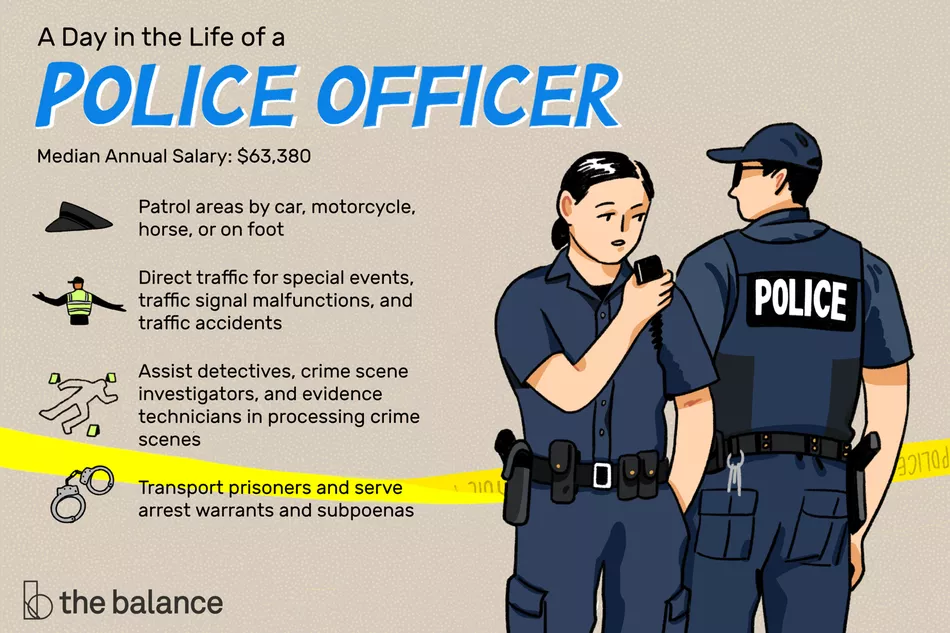 A Day in the Life of a
POLICE OFFICER
Median Annual Salary: $63,380
Patrol areas by car, motorcycle,
horse, or on foot
Direct traffic for special events,
traffic signal malfunctions, and
traffic accidents
Assist detectives, crime scene
investigators, and evidence
technicians in processing crime
scenes
Transport prisoners and serve
arrest warrants and subpoenas
POLICE
POLICE
the balance